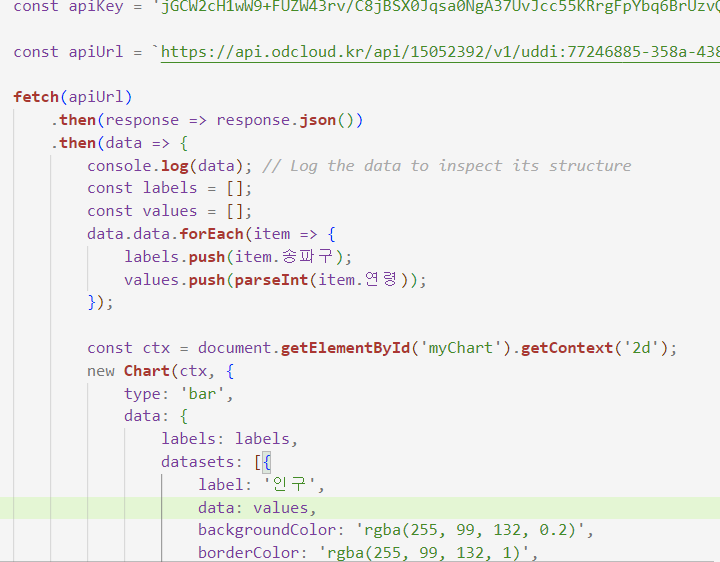 const apiKey = 'jGCW2cH1wW9+FUZW43rv/C8jBSX0Jqsa0NgA37UvJcc55KRrgFpYbq6BrUzvQ
const apiUrl = `https://api.odcloud.kr/api/15052392/v1/uddi:77246885-358a-438
fetch(apiUrl)
.then(response => response.json())
.then(data => {
console.log(data); // Log the data to inspect its structure
const labels = [];
const values = [];
data.data.forEach(item => {
labels.push(item.송파구);
values.push(parseInt(item.연령));
});
const ctx = document.getElementById('myChart').getContext('2d');
new Chart(ctx, {
type: 'bar',
data: {
labels: labels,
datasets: [{
label: '인구',
data: values,
backgroundColor: 'rgba(255, 99, 132, 0.2)',
borderColor: 'rgba(255, 99, 132, 1)',